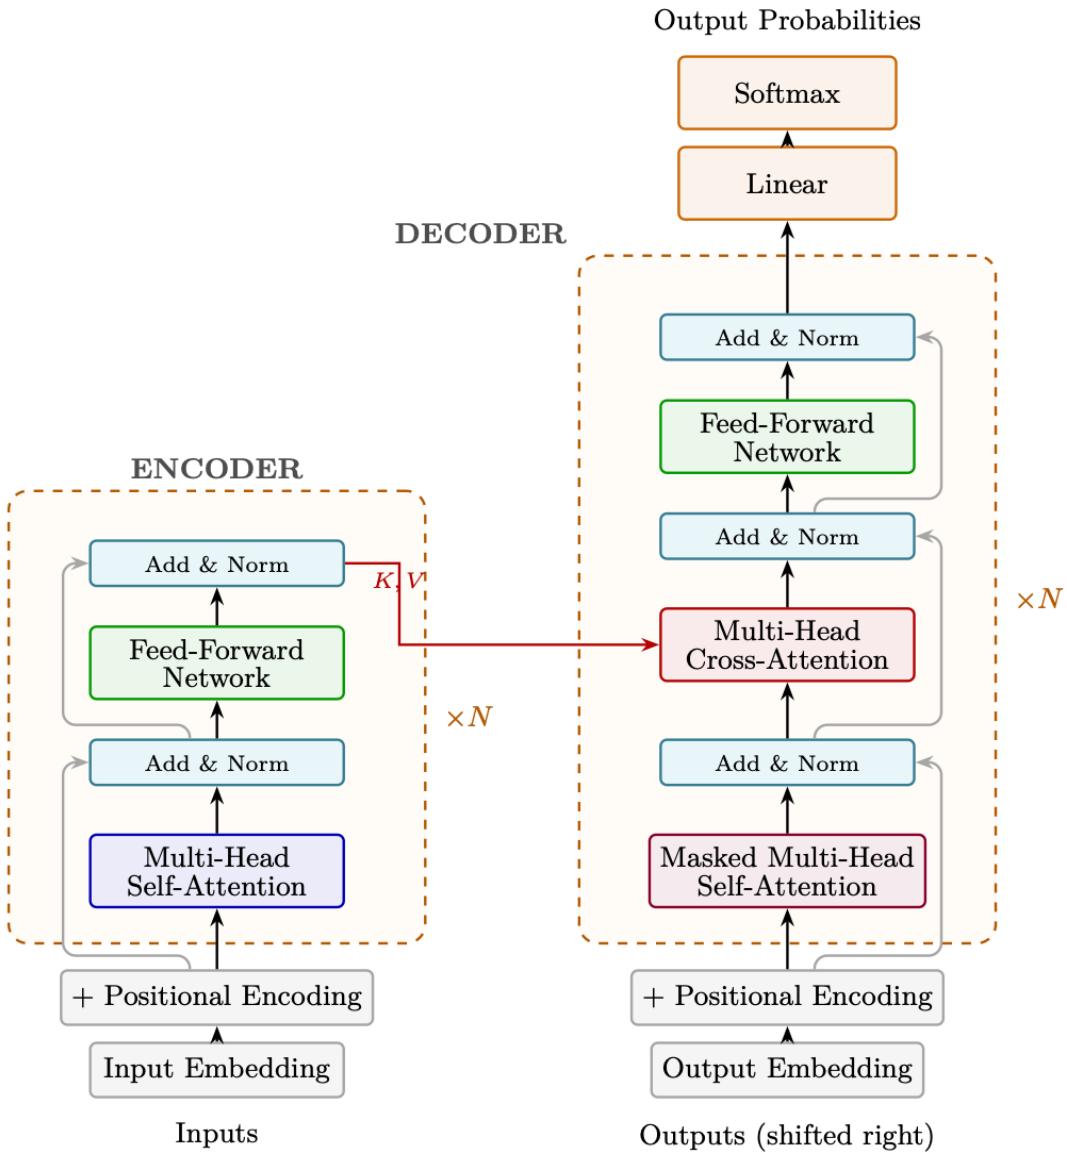 Output Probabilities
Softmax
Linear
DECODER
Add & Norm
Feed-Forward
Network
Add & Norm
Multi-Head
Cross-Attention
Add & Norm
Masked Multi-Head
Self-Attention
×N
+ Positional Encoding
Output Embedding
Outputs (shifted right)
ENCODER
Add & Norm
K, V
Feed-Forward
Network
×N
Add & Norm
Multi-Head
Self-Attention
+ Positional Encoding
Input Embedding
Inputs